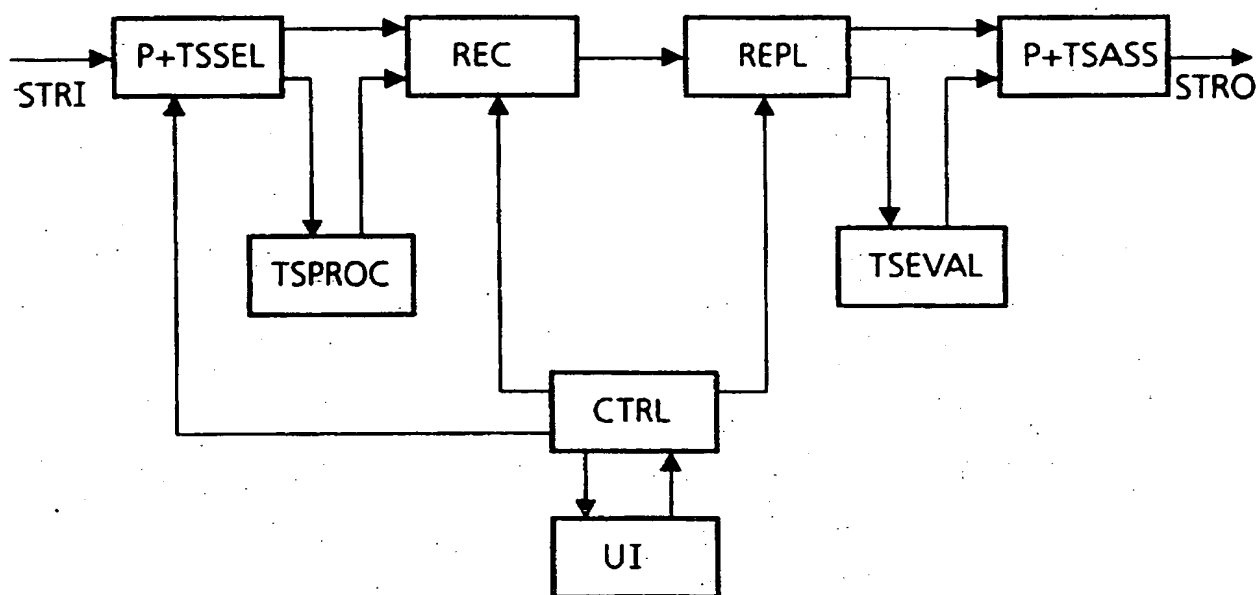 P+TSSEL
REC
REPL
P+TSASS
STRI
STRO
TSPROC
TSEVAL
CTRL
UI